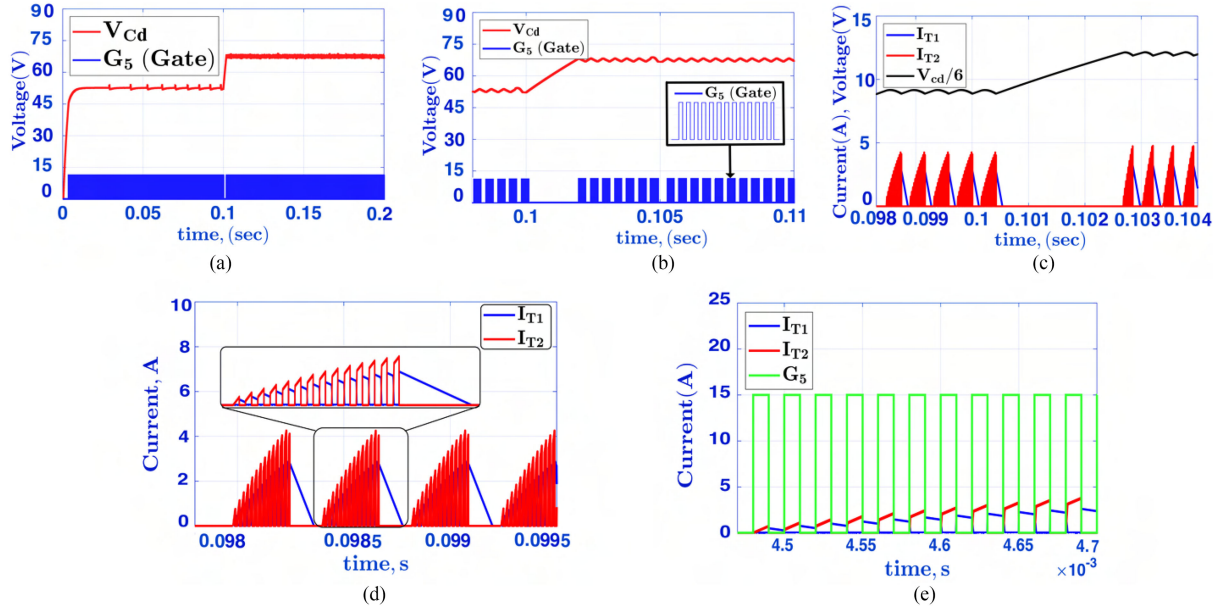 90
75
60
45
30
15
0
Voltage(V)
V_Cd
G_5 (Gate)
0
0.05
0.1
0.15
0.2
time, (sec)
(a)
90
75
60
45
30
15
0
Voltage(V)
V_Cd
G_5 (Gate)
G_5 (Gate)
0.1
0.105
0.11
time, (sec)
(b)
15
10
5
0
Current(A), Voltage(V)
I_T1
I_T2
V_cd/6
0.098
0.099
0.1
0.101
0.102
0.103
0.104
time, (sec)
(c)
10
8
6
4
2
0
Current, A
I_T1
I_T2
0.098
0.0985
0.099
0.0995
time, s
(d)
25
20
15
10
5
0
Current(A)
I_T1
I_T2
G_5
4.5
4.55
4.6
4.65
4.7
time, s
×10^-3
(e)